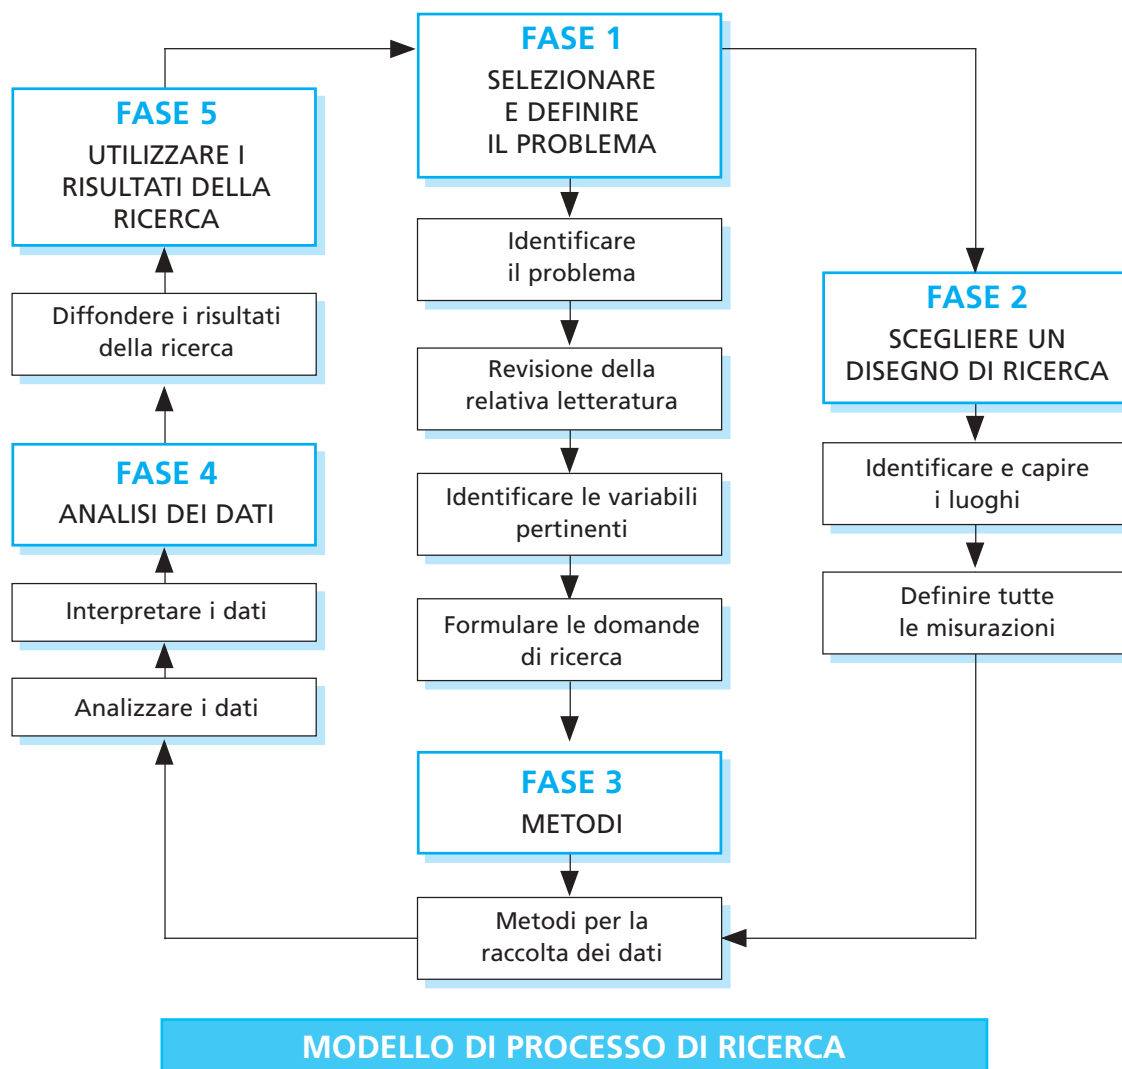 FASE 1
SELEZIONARE
E DEFINIRE
IL PROBLEMA
Identificare
il problema
Revisione della
relativa letteratura
Identificare le variabili
pertinenti
Formulare le domande
di ricerca
FASE 2
SCEGLIERE UN
DISEGNO DI RICERCA
Identificare e capire
i luoghi
Definire tutte
le misurazioni
FASE 3
METODI
Metodi per la
raccolta dei dati
Analizzare i dati
Interpretare i dati
FASE 4
ANALISI DEI DATI
Diffondere i risultati
della ricerca
FASE 5
UTILIZZARE I
RISULTATI DELLA
RICERCA
MODELLO DI PROCESSO DI RICERCA